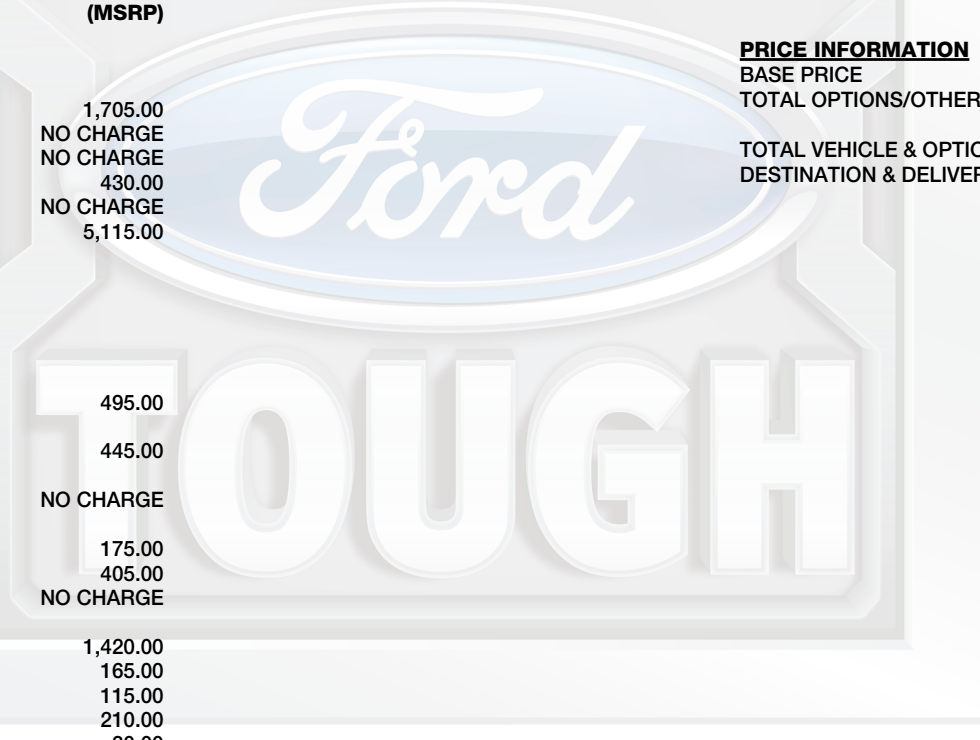 (MSRP)
1,705.00
NO CHARGE
NO CHARGE
430.00
NO CHARGE
5,115.00
495.00
445.00
NO CHARGE
175.00
405.00
NO CHARGE
1,420.00
165.00
115.00
210.00
PRICE INFORMATION
BASE PRICE
TOTAL OPTIONS/OTHER
TOTAL VEHICLE &
DESTINATION &
Ford
TOUGH